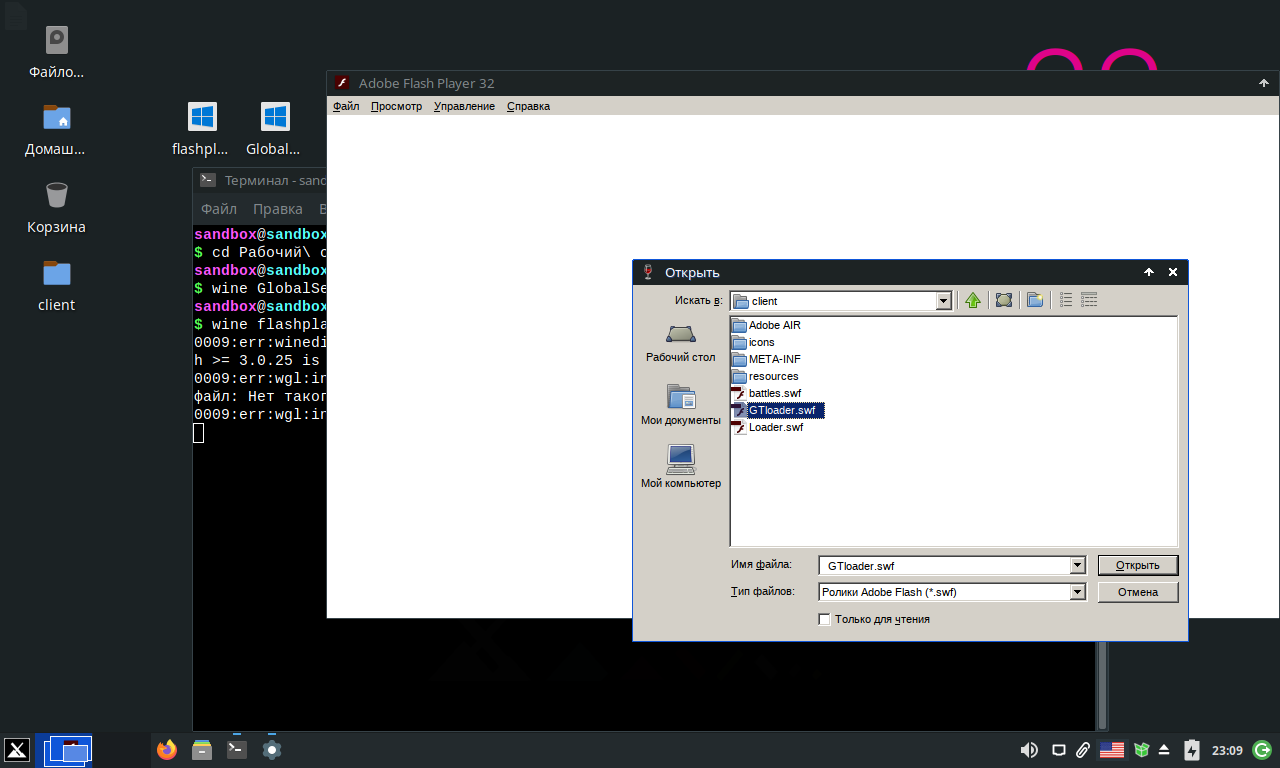 Файло...
Домаш...
Корзина
client
flashpl...
Global...
Терминал - sand
Файл Правка
sandbox@sandbox
$ cd Рабочий\
sandbox@sandbox
$ wine GlobalSe
sandbox@sandbox
$ wine flashpla
0009:err:winedi
h >= 3.0.25 is
0009:err:wgl:in
файл: Нет таког
0009:err:wgl:in
Adobe Flash Player 32
Файл Просмотр Управление Справка
Открыть
Искать в: client
Рабочий стол
Мои документы
Мой компьютер
Adobe AIR
icons
META-INF
resources
battles.swf
GTloader.swf
Loader.swf
Имя файла: GTloader.swf Открыть
Тип файлов: Ролики Adobe Flash (*.swf) Отмена
Только для чтения
23:09